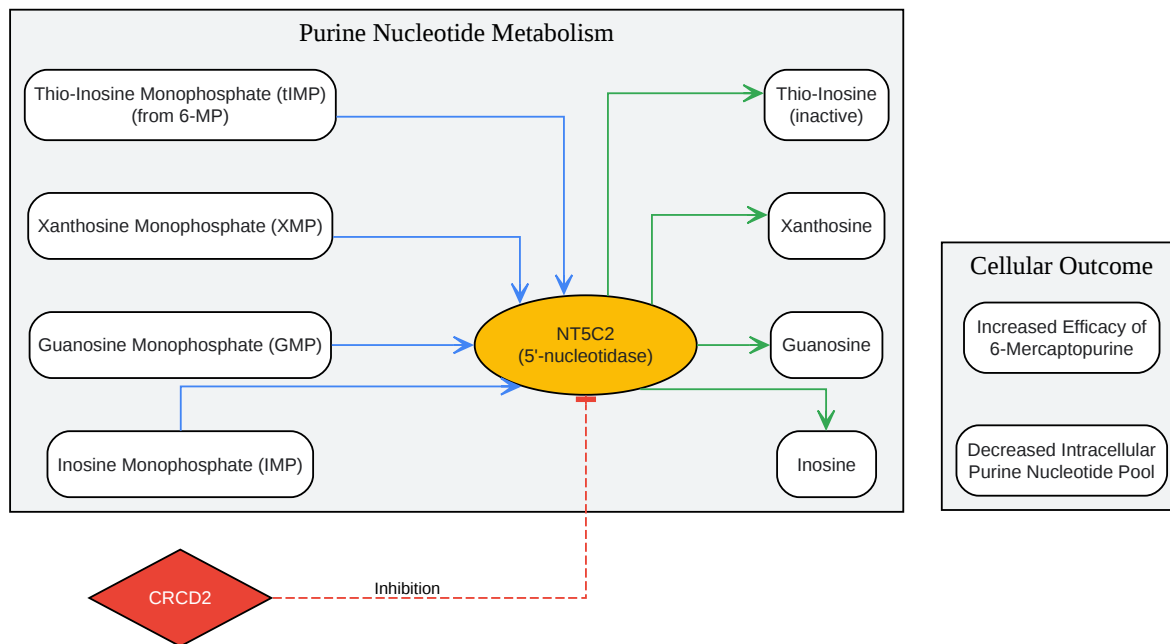 Purine Nucleotide Metabolism
Thio-Inosine Monophosphate (tIMP)
(from 6-MP)
Thio-Inosine
(inactive)
Xanthosine Monophosphate (XMP)
Xanthosine
Guanosine Monophosphate (GMP)
NT5C2
(5'-nucleotidase)
Guanosine
Inosine Monophosphate (IMP)
Inosine
Cellular Outcome
Increased Efficacy of
6-Mercaptopurine
Decreased Intracellular
Purine Nucleotide Pool
CRCD2
Inhibition